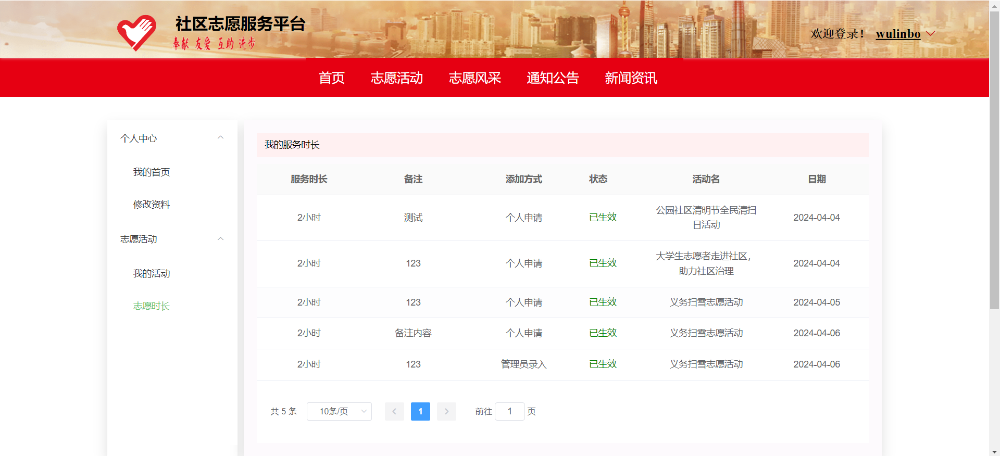 社区志愿服务平台
奉献 友爱 互助 进步
欢迎登录！ wulinbo
首页 志愿活动 志愿风采 通知公告 新闻资讯
个人中心
我的首页
修改资料
志愿活动
我的活动
志愿时长
我的服务时长
服务时长 备注 添加方式 状态 活动名 日期
2小时 测试 个人申请 已生效 公园社区清明节全民清扫
日活动 2024-04-04
2小时 123 个人申请 已生效 大学生志愿者走进社区，
助力社区治理 2024-04-04
2小时 123 个人申请 已生效 义务扫雪志愿活动 2024-04-05
2小时 备注内容 个人申请 已生效 义务扫雪志愿活动 2024-04-06
2小时 123 管理员录入 已生效 义务扫雪志愿活动 2024-04-06
共 5 条 10条/页 1 前往 1 页